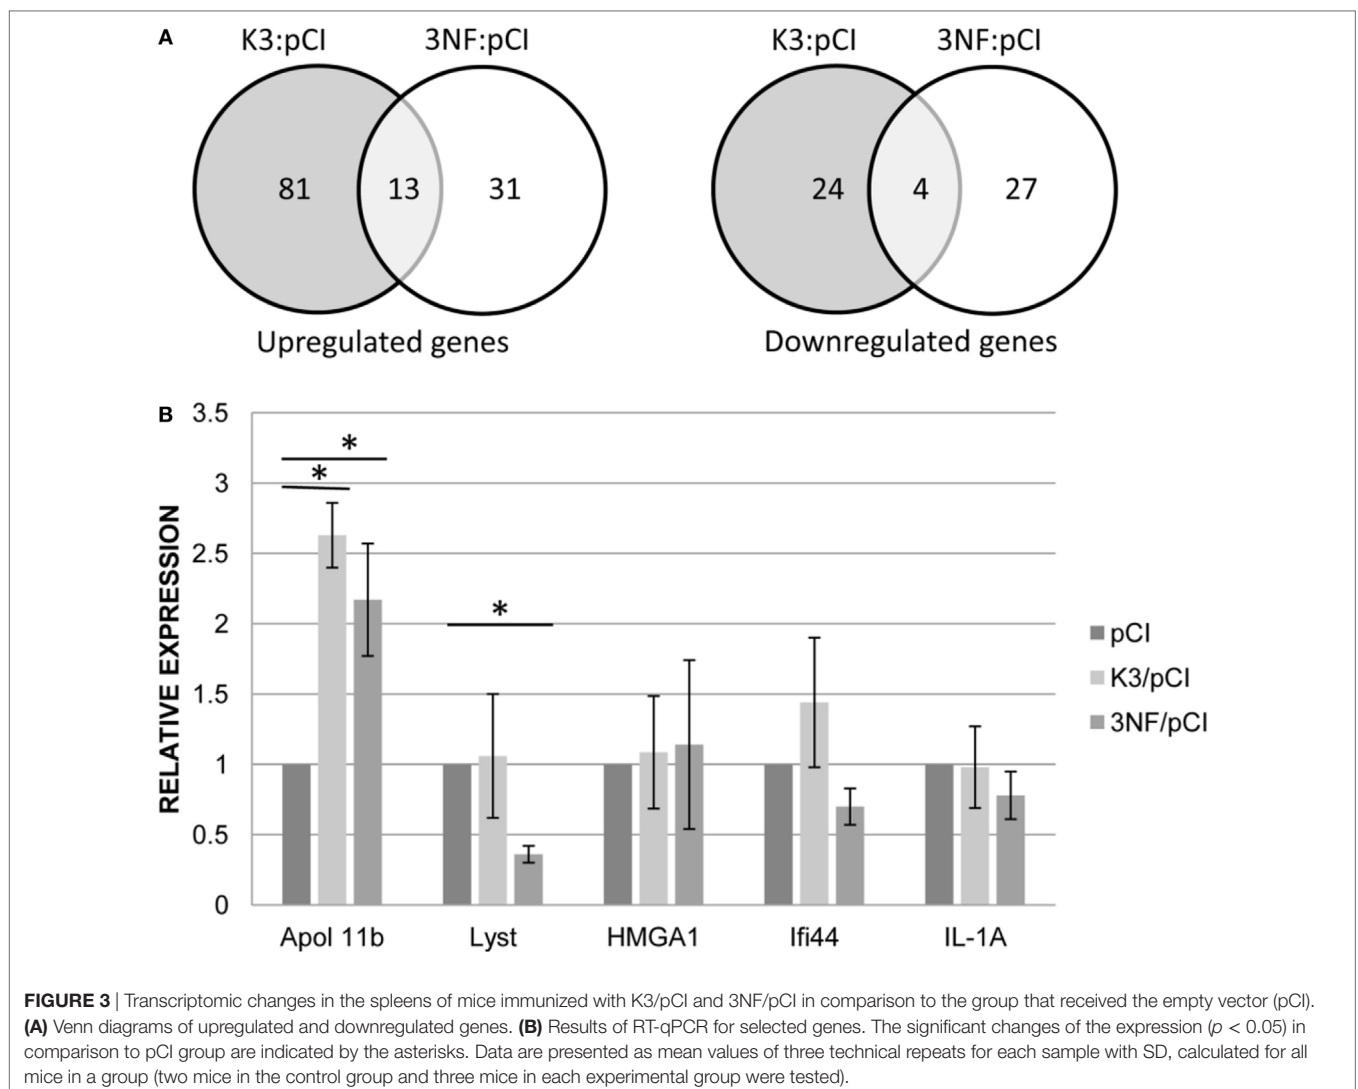 A
K3:pCI 3NF:pCI K3:pCI 3NF:pCI
81 13 31 24 4 27
Upregulated genes Downregulated genes
B
RELATIVE EXPRESSION
3.5
3
2.5
2
1.5
1
0.5
0
*
*
*
Apol 11b Lyst HMGA1 Ifi44 IL-1A
pCI
K3/pCI
3NF/pCI
FIGURE 3 | Transcriptomic changes in the spleens of mice immunized with K3/pCI and 3NF/pCI in comparison to the group that received the empty vector (pCI).
(A) Venn diagrams of upregulated and downregulated genes. (B) Results of RT-qPCR for selected genes. The significant changes of the expression (p < 0.05) in
comparison to pCI group are indicated by the asterisks. Data are presented as mean values of three technical repeats for each sample with SD, calculated for all
mice in a group (two mice in the control group and three mice in each experimental group were tested).